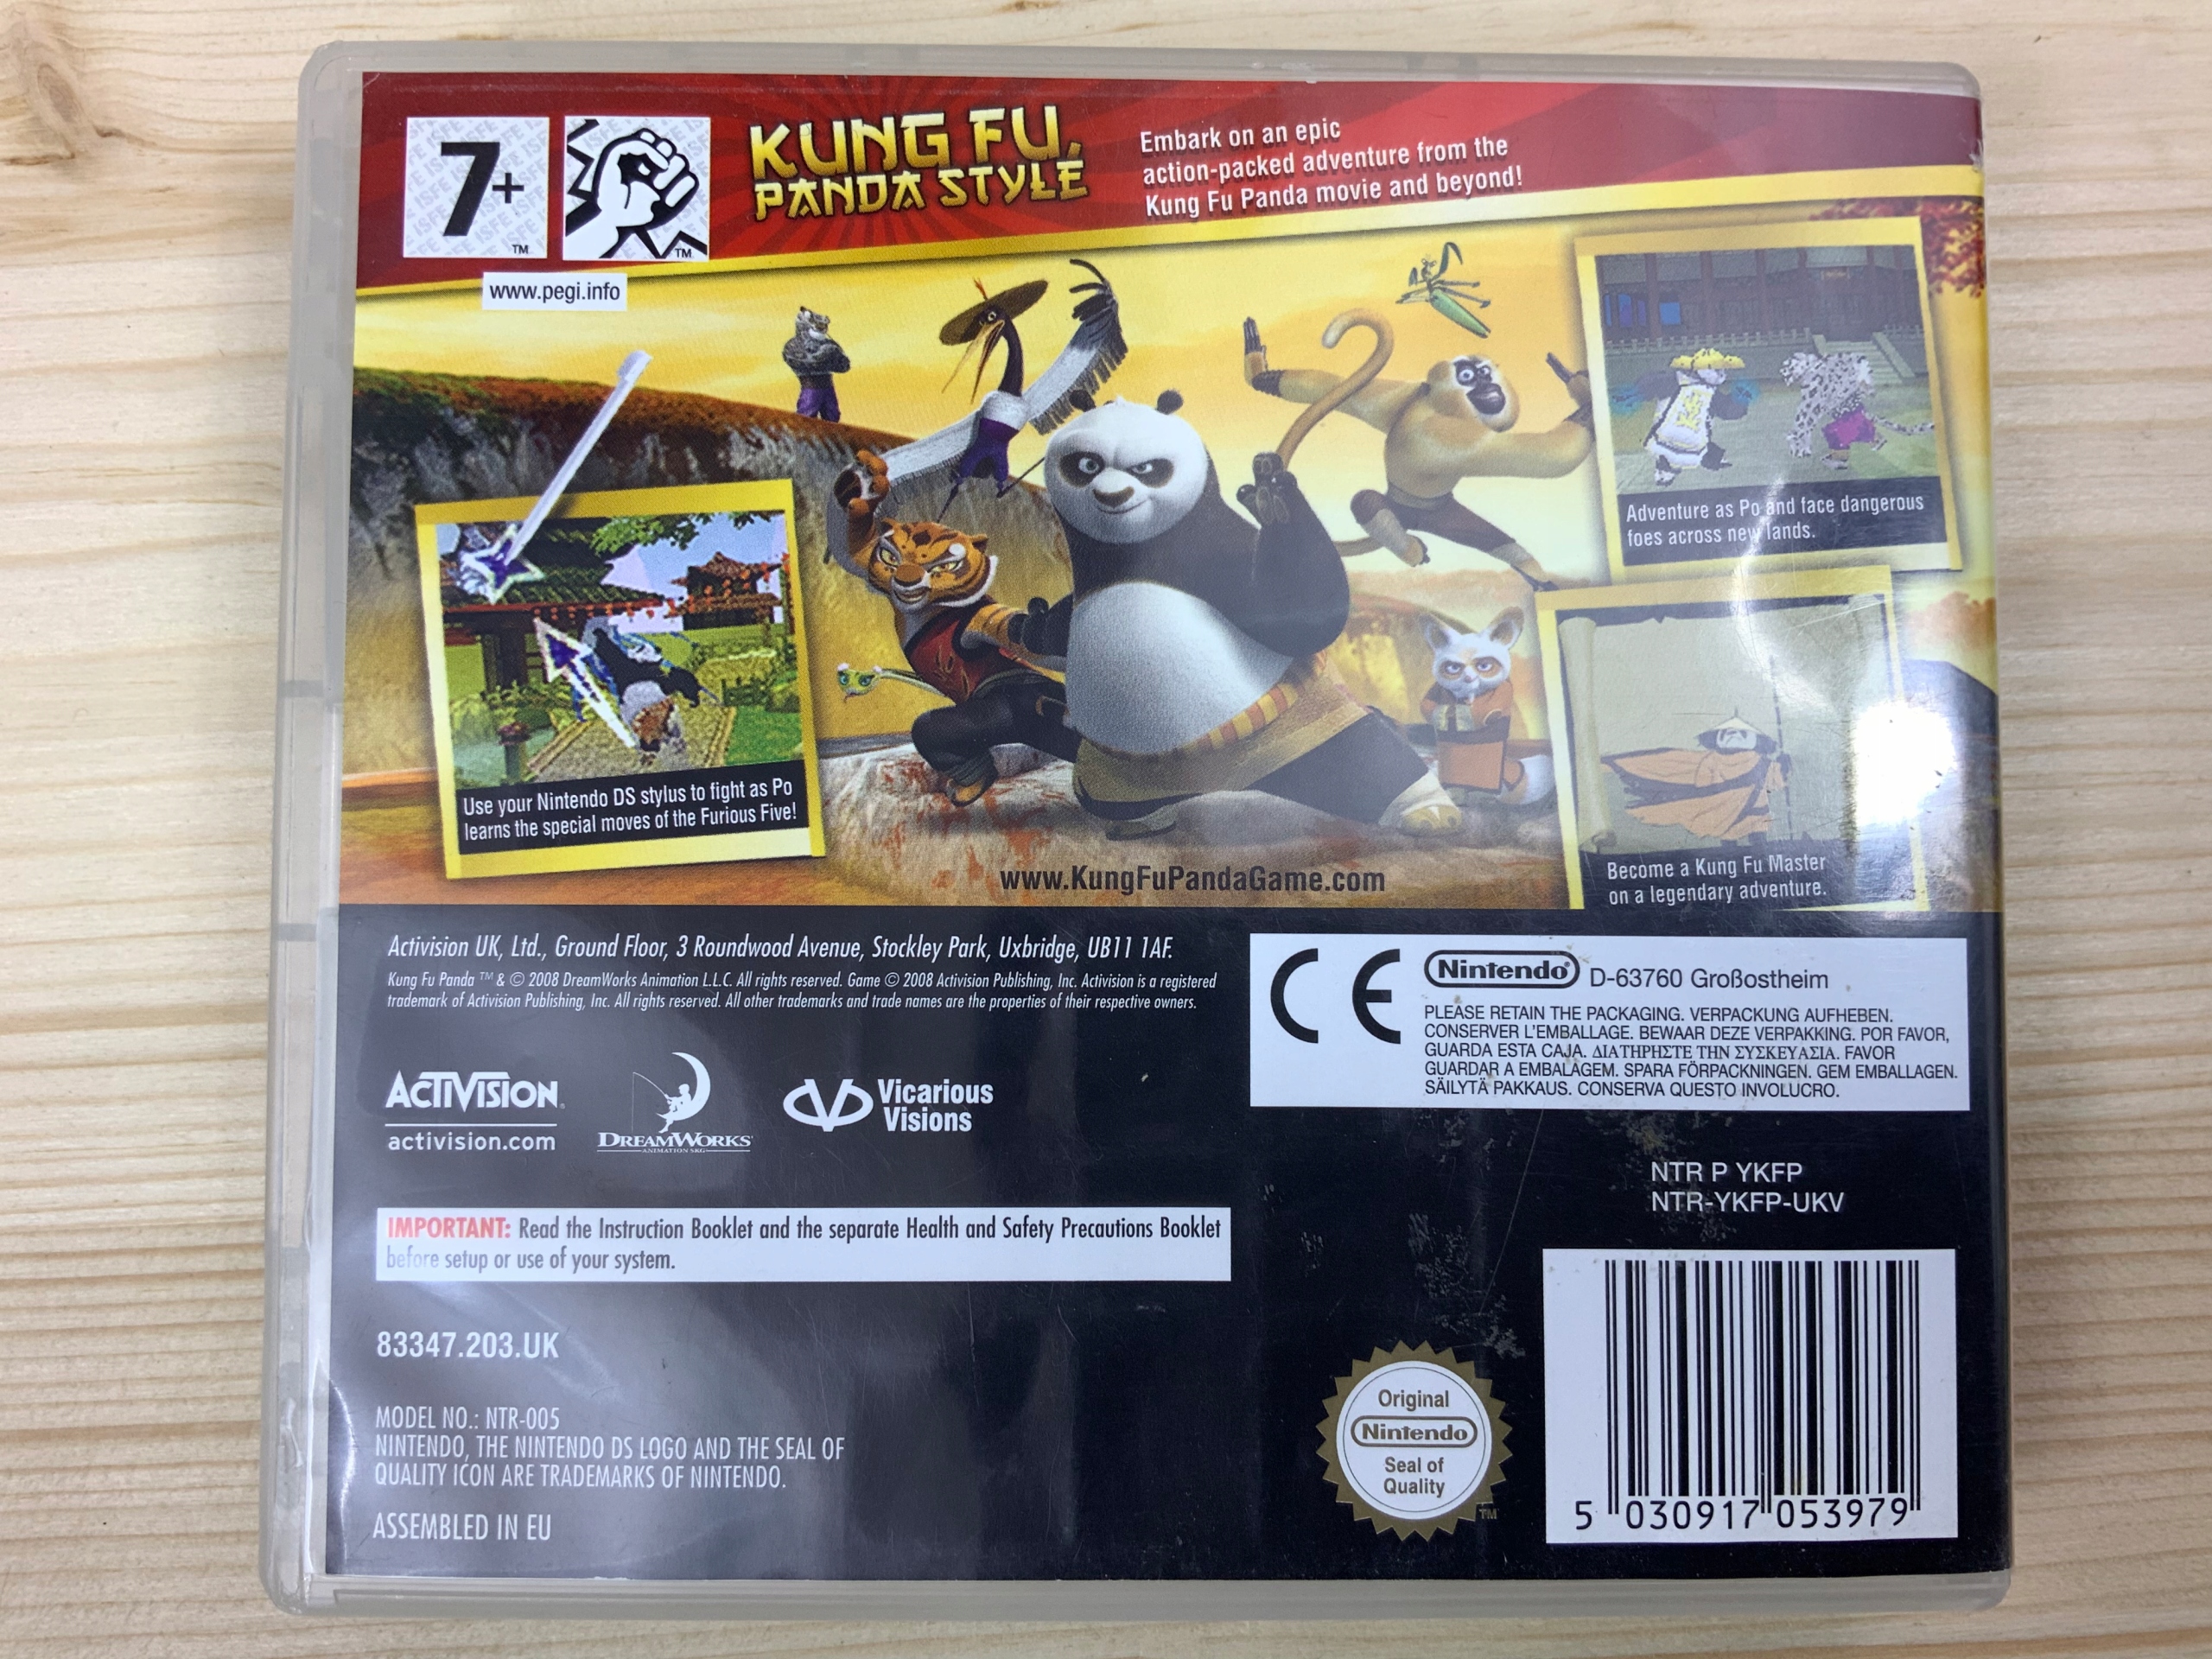 7+
TM
TM
www.pegi.info
KUNG FU,
PANDA STYLE
Embark on an epic
action-packed adventure from the
Kung Fu Panda movie and beyond!
Adventure as Po and face dangerous
foes across new lands.
Use your Nintendo DS stylus to fight as Po
learns the special moves of the Furious Five!
Become a Kung Fu Master
on a legendary adventure.
www.KungFuPandaGame.com
Activision UK, Ltd., Ground Floor, 3 Roundwood Avenue, Stockley Park, Uxbridge, UB11 1AF.
Kung Fu Panda ™ & © 2008 DreamWorks Animation L.L.C. All rights reserved. Game © 2008 Activision Publishing, Inc. Activision is a registered
trademark of Activision Publishing, Inc. All rights reserved. All other trademarks and trade names are the properties of their respective owners.
CE
Nintendo® D-63760 Großostheim
PLEASE RETAIN THE PACKAGING. VERPACKUNG AUFHEBEN.
CONSERVER L'EMBALLAGE. BEWAAR DEZE VERPAKKING. POR FAVOR,
GUARDA ESTA CAJA. ΔΙΑΤΗΡΗΣΤΕ ΤΗΝ ΣΥΣΚΕΥΑΣΙΑ. FAVOR
GUARDAR A EMBALAGEM. SPARA FÖRPACKNINGEN. GEM EMBALLAGEN.
SÄILYTÄ PAKKAUS. CONSERVA QUESTO INVOLUCRO.
ACTIVISION.
activision.com
DREAMWORKS
ANIMATION SKG
Vicarious
Visions
NTR P YKFP
NTR-YKFP-UKV
IMPORTANT: Read the Instruction Booklet and the separate Health and Safety Precautions Booklet
before setup or use of your system.
83347.203.UK
MODEL NO.: NTR-005
NINTENDO, THE NINTENDO DS LOGO AND THE SEAL OF
QUALITY ICON ARE TRADEMARKS OF NINTENDO.
ASSEMBLED IN EU
Original
Nintendo
Seal of
Quality
TM
5 030917 053979